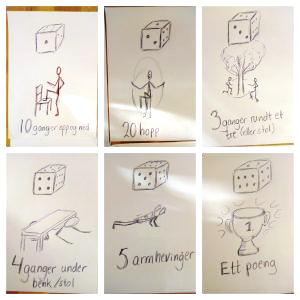 10 ganger opp og ned
20 hopp
3 ganger rundt et
tre (eller stol)
4 ganger under
benk/stol
5 armhevinger
1
Ett poeng